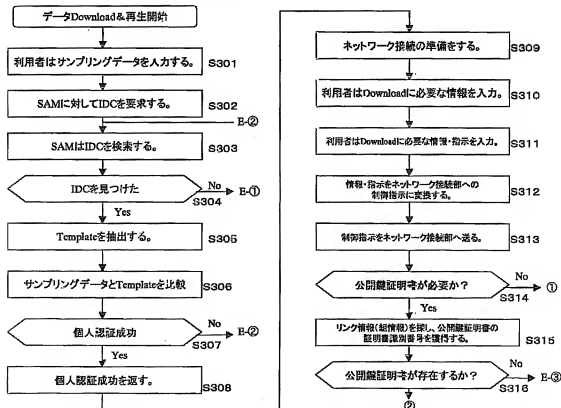 データDownload&再生開始
利用者はサンプリングデータを入力する。
S301
SAMに対してIDCを要求する。
S302
E-②
SAMはIDCを検索する。
S303
IDCを見つけた
No
E-①
S304
Yes
Templateを抽出する。
S305
サンプリングデータとTemplateを比較
S306
個人認証成功
No
E-②
S307
Yes
個人認証成功を返す。
S308
ネットワーク接続の準備をする。
S309
利用者はDownloadに必要な情報を入力。
S310
利用者はDownloadに必要な情報・指示を入力。
S311
情報・指示をネットワーク接続部への
制御指示に変換する。
S312
制御指示をネットワーク接続部へ送る。
S313
公開鍵証明書が必要か?
No
①
S314
Yes
リンク情報(組情報)を探し、公開鍵証明書の
証明書識別番号を獲得する。
S315
公開鍵証明書が存在するか?
No
E-③
S316
②